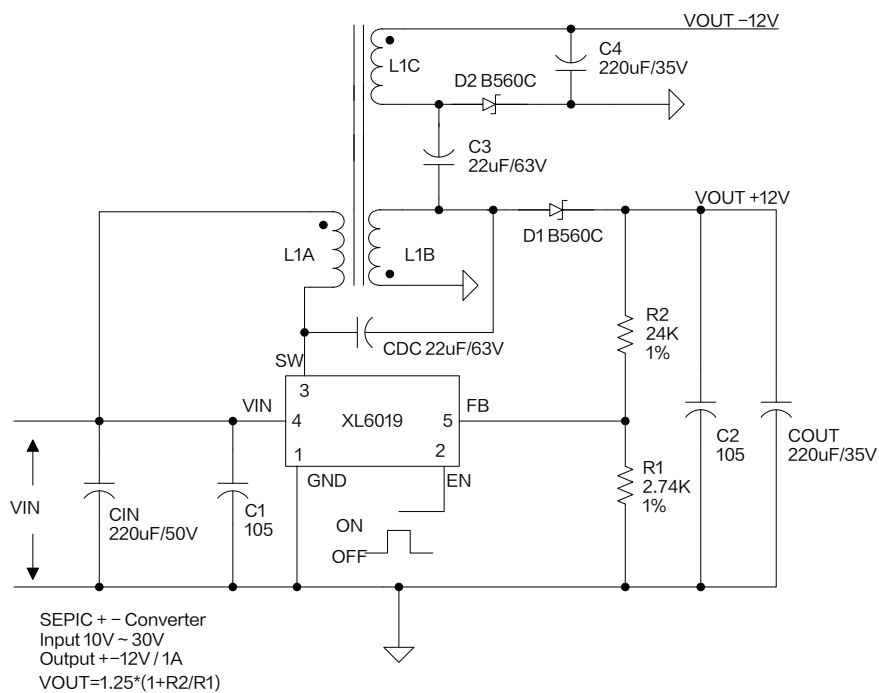 VOUT −12V
C4
220uF/35V
L1C
D2 B560C
C3
22uF/63V
VOUT +12V
D1 B560C
L1A
L1B
R2
24K
1%
CDC 22uF/63V
SW
3
VIN
4
XL6019
5
FB
1
2
GND
EN
R1
2.74K
1%
C2
105
COUT
220uF/35V
VIN
CIN
220uF/50V
C1
105
ON
OFF
SEPIC + − Converter
Input 10V ~ 30V
Output +−12V / 1A
VOUT=1.25*(1+R2/R1)